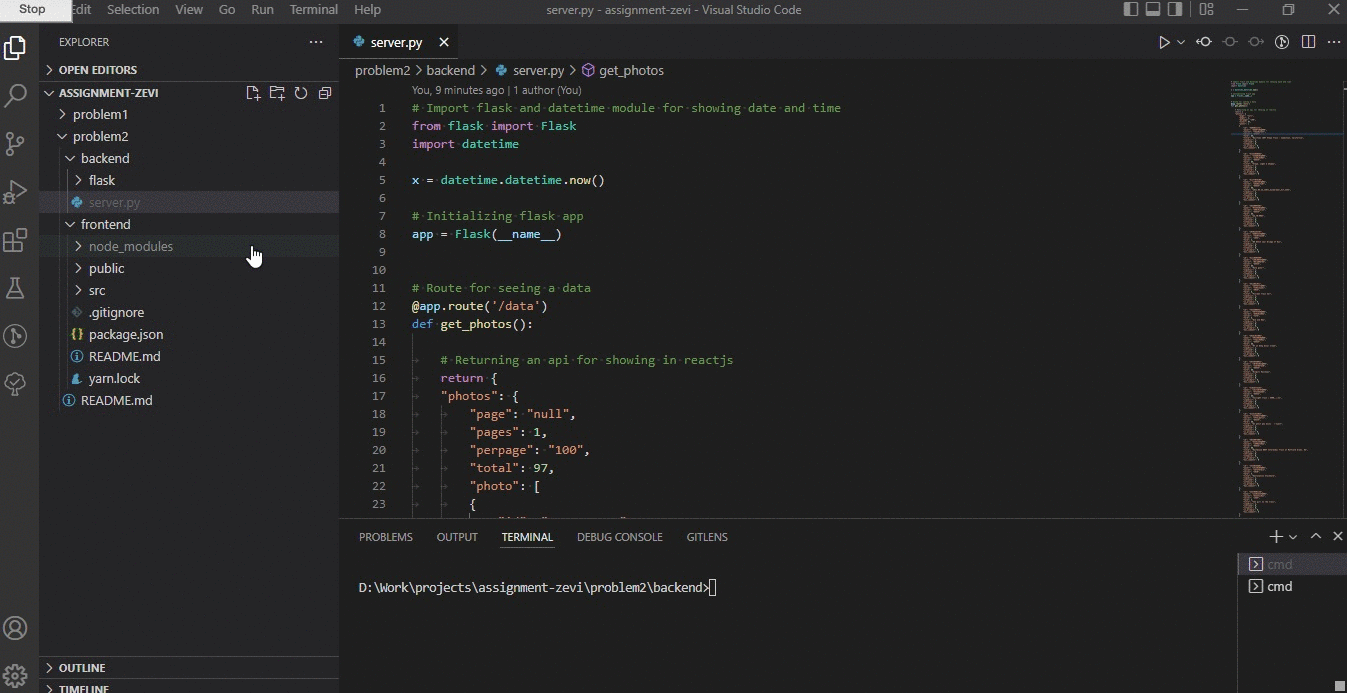 Stop
Edit Selection View Go Run Terminal Help
server.py - assignment-zevi - Visual Studio Code
EXPLORER
OPEN EDITORS
ASSIGNMENT-ZEVI
problem1
problem2
backend
flask
server.py
frontend
node_modules
public
src
.gitignore
package.json
README.md
yarn.lock
README.md
OUTLINE
TIMELINE
server.py
problem2 > backend > server.py > get_photos
You, 9 minutes ago | 1 author (You)
1 # Import flask and datetime module for showing date and time
2 from flask import Flask
3 import datetime
4
5 x = datetime.datetime.now()
6
7 # Initializing flask app
8 app = Flask(__name__)
9
10
11 # Route for seeing a data
12 @app.route('/data')
13 def get_photos():
14
15 # Returning an api for showing in reactjs
16 return {
17 "photos": {
18 "page": "null",
19 "pages": 1,
20 "perpage": "100",
21 "total": 97,
22 "photo": [
23 {
PROBLEMS OUTPUT TERMINAL DEBUG CONSOLE GITLENS
D:\Work\projects\assignment-zevi\problem2\backend>
cmd
cmd